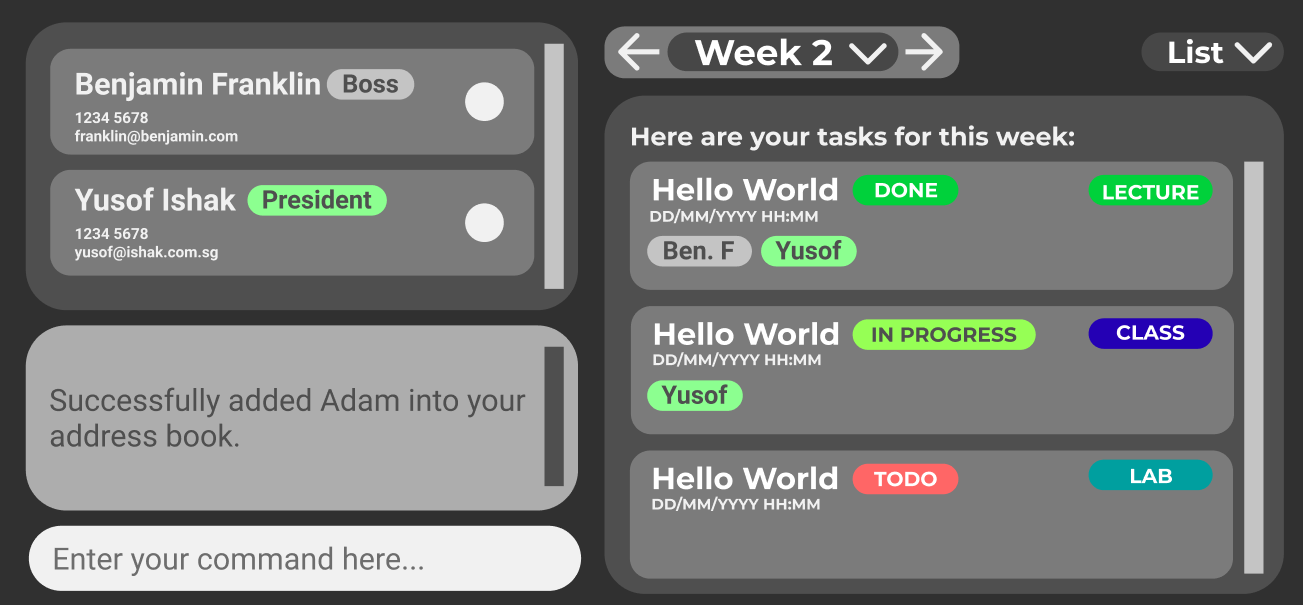 Benjamin Franklin Boss
1234 5678
franklin@benjamin.com
Yusof Ishak President
1234 5678
yusof@ishak.com.sg
Successfully added Adam into your
address book.
Enter your command here...
Week 2
List
Here are your tasks for this week:
Hello World DONE LECTURE
DD/MM/YYYY HH:MM
Ben. F Yusof
Hello World IN PROGRESS CLASS
DD/MM/YYYY HH:MM
Yusof
Hello World TODO LAB
DD/MM/YYYY HH:MM